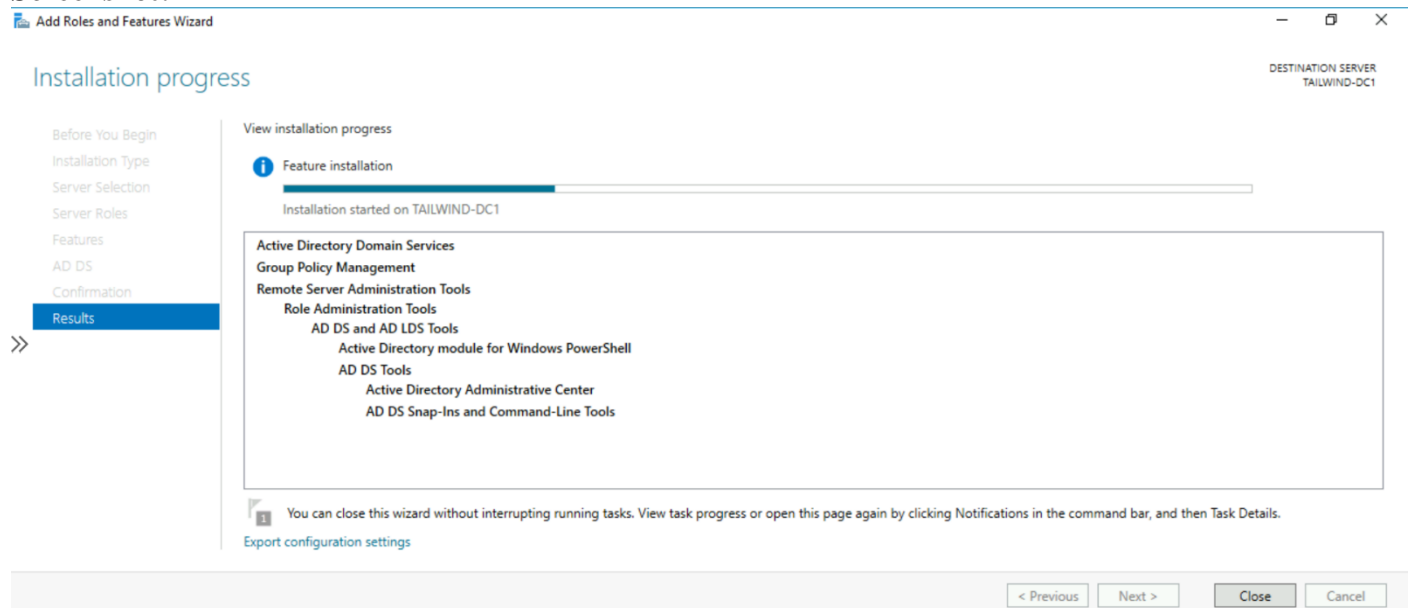 Add Roles and Features Wizard
Installation progress
DESTINATION SERVER
TAILWIND-DC1
Before You Begin
Installation Type
Server Selection
Server Roles
Features
AD DS
Confirmation
Results
View installation progress
Feature installation
Installation started on TAILWIND-DC1
Active Directory Domain Services
Group Policy Management
Remote Server Administration Tools
Role Administration Tools
AD DS and AD LDS Tools
Active Directory module for Windows PowerShell
AD DS Tools
Active Directory Administrative Center
AD DS Snap-Ins and Command-Line Tools
1
You can close this wizard without interrupting running tasks. View task progress or open this page again by clicking Notifications in the command bar, and then Task Details.
Export configuration settings
< Previous
Next >
Close
Cancel